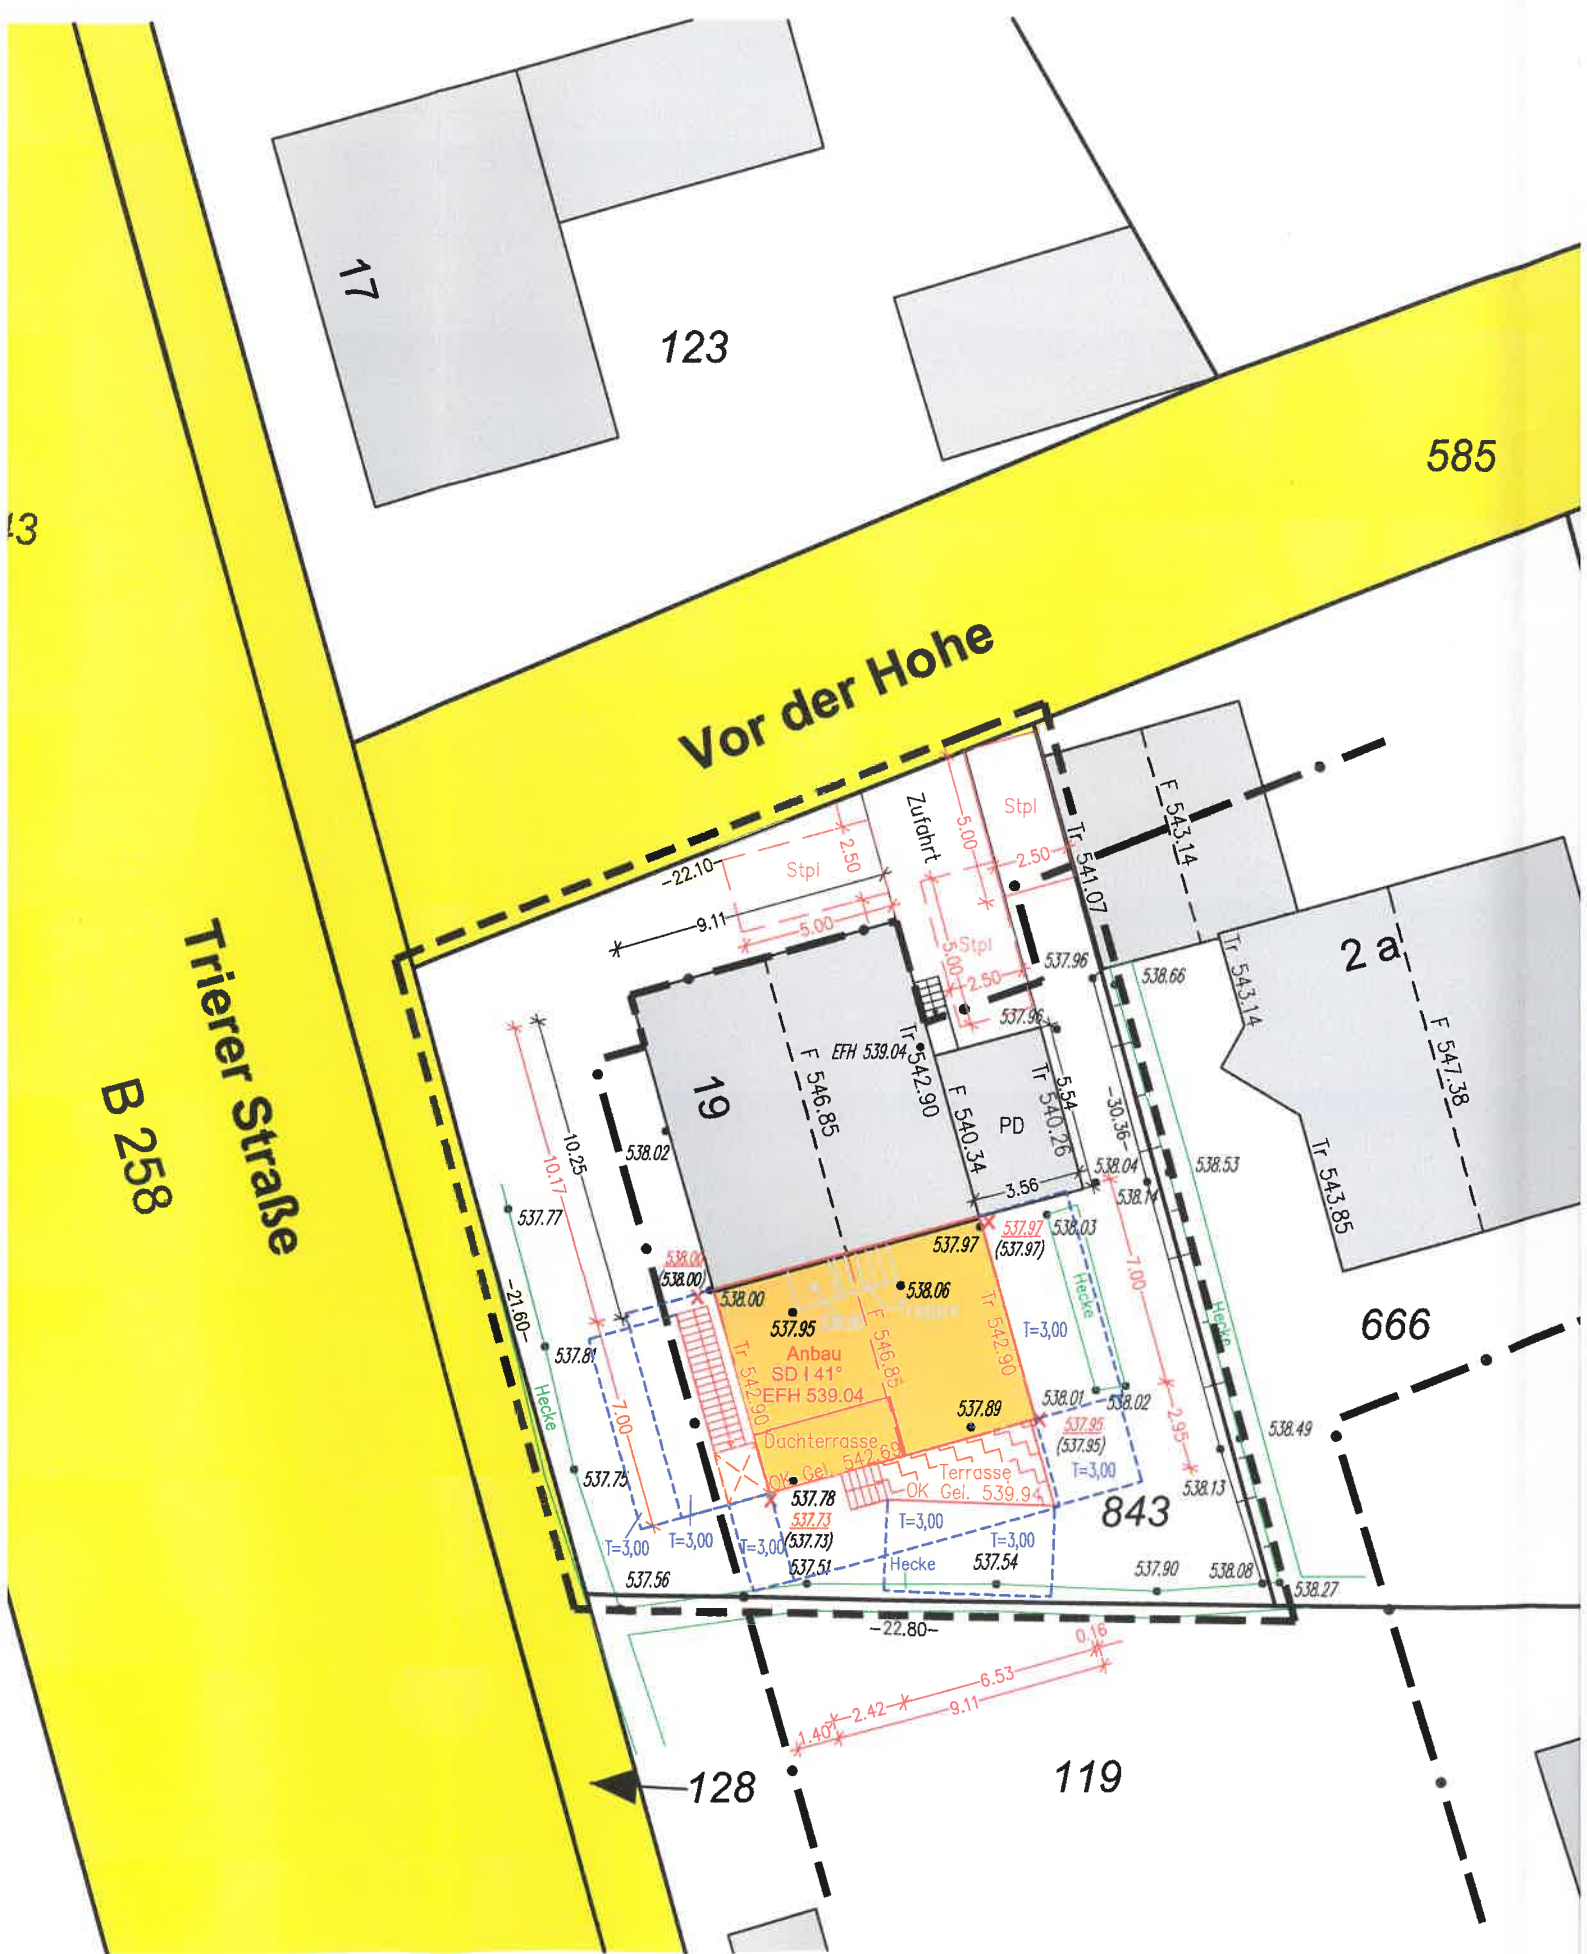 17
123
585
43
Vor der Hohe
Trierer Straße
B 258
Zufahrt
Stpl
5.00
2.50
Stpl
2.50
-22.10-
9.11
5.00
Stpl
5.00
2.50
Tr 541.07
F 543.14
2 a
Tr 543.14
F 547.38
Tr 543.85
537.96
538.66
537.96
EFH 539.04
Tr 542.90
F 546.85
19
F 540.34
PD
Tr 540.26
5.54
3.56
-30.36-
538.04
538.14
538.53
538.02
10.25
10.17
537.77
-21.60-
537.81
Hecke
537.75
7.00
538.00
(538.00)
538.00
537.97
537.97
(537.97)
538.03
Hecke
7.00
Hecke
666
538.06
537.95
Anbau
SD I 41°
EFH 539.04
Tr 542.90
F 546.85
Tr 542.90
T=3,00
537.89
538.01
538.02
537.95
(537.95)
T=3,00
2.95
538.49
538.13
Dachterrasse
OK Gel. 542.69
Terrasse
OK Gel. 539.94
843
537.78
537.73
(537.73)
T=3,00
T=3,00
T=3,00
T=3,00
T=3,00
Hecke
537.56
537.51
537.54
537.90
538.08
538.27
-22.80-
0.16
6.53
9.11
2.42
1.40
128
119